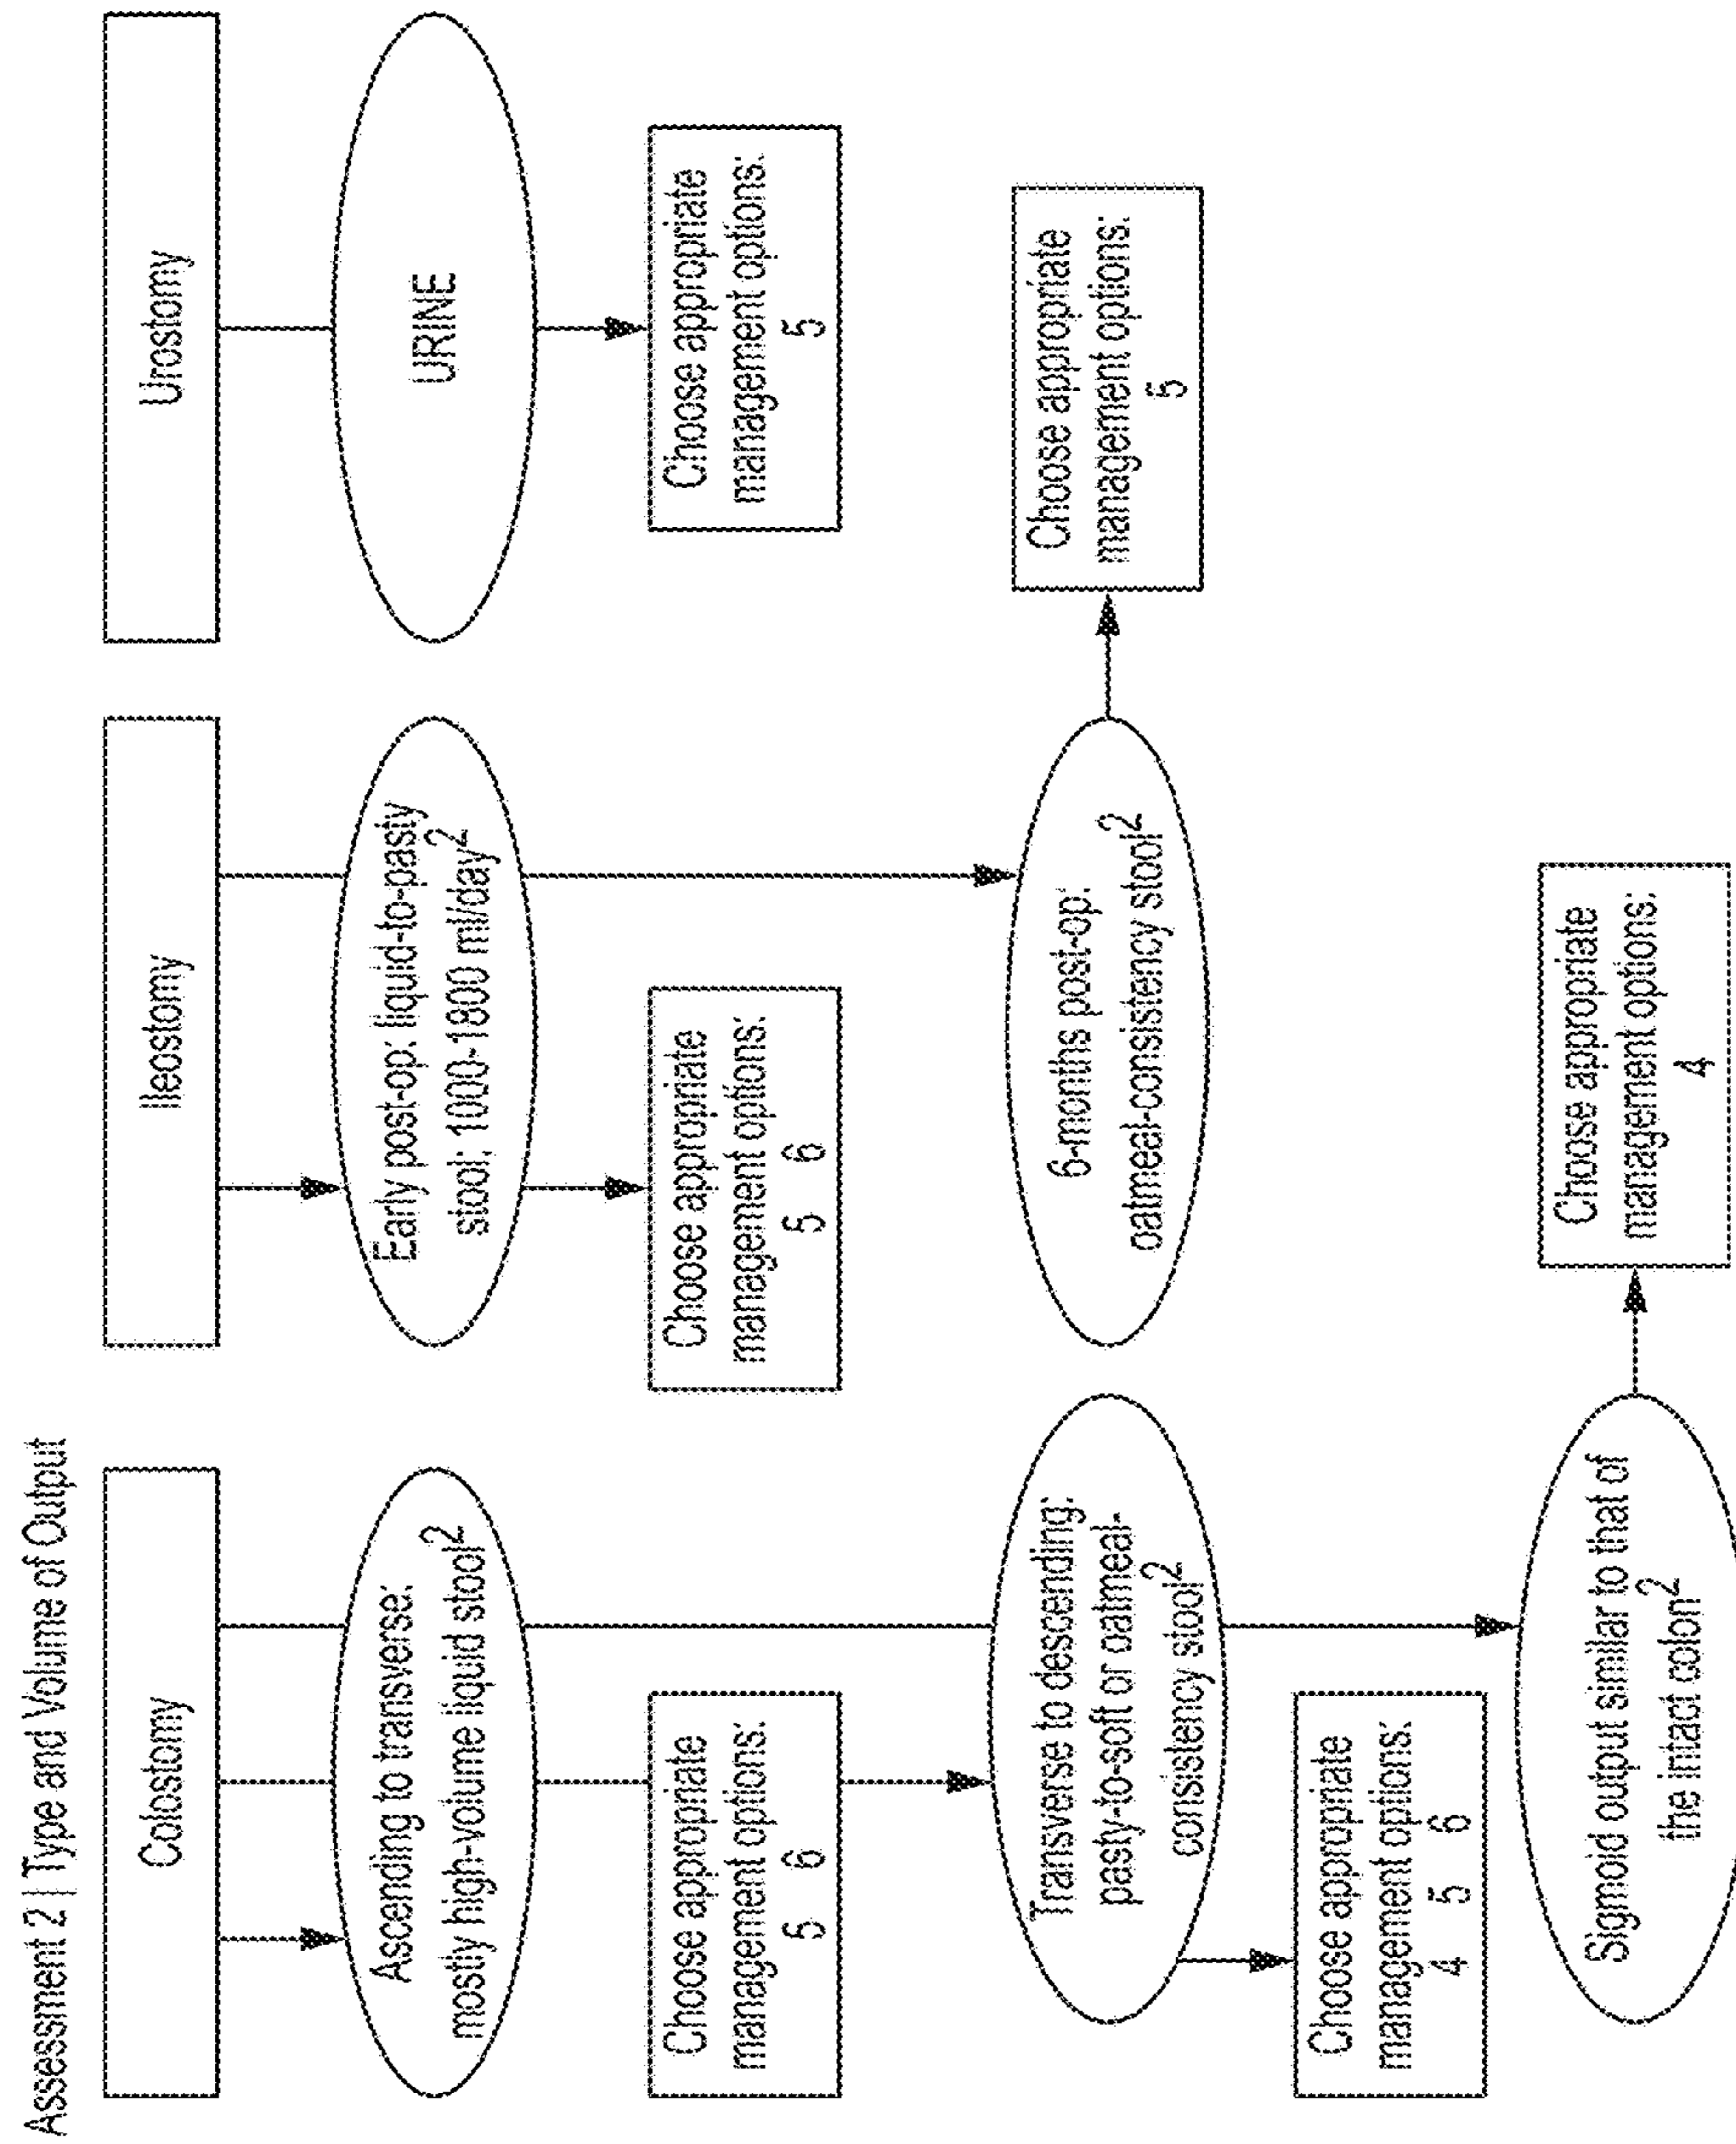 Assessment 2 | Type and Volume of Output
Colostomy
Ascending to transverse:
mostly high-volume liquid stool2
Choose appropriate
management options:
5 6
Transverse to descending:
pasty-to-soft or oatmeal-
consistency stool2
Choose appropriate
management options:
4 5 6
Sigmoid output similar to that of
the intact colon2
Choose appropriate
management options:
4
Ileostomy
Early post-op: liquid-to-pasty
stool; 1000-1800 ml/day2
Choose appropriate
management options:
5 6
6-months post-op:
oatmeal-consistency stool2
Choose appropriate
management options:
5
Urostomy
URINE
Choose appropriate
management options:
5